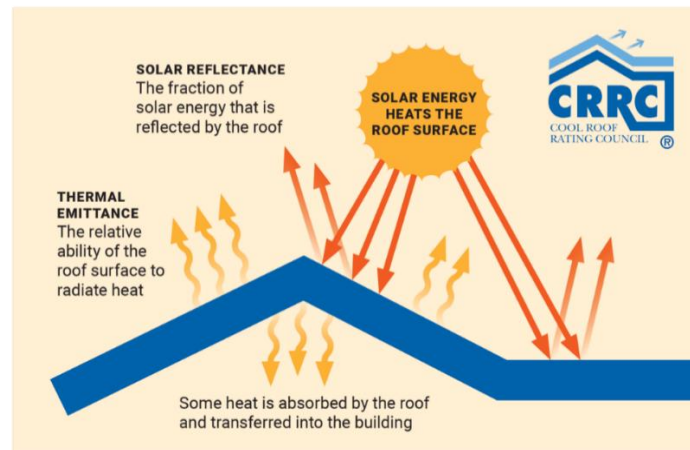 SOLAR REFLECTANCE
The fraction of
solar energy that is
reflected by the roof
SOLAR ENERGY
HEATS THE
ROOF SURFACE
CRRC
COOL ROOF
RATING COUNCIL ®
THERMAL
EMITTANCE
The relative
ability of the
roof surface to
radiate heat
Some heat is absorbed by the roof
and transferred into the building